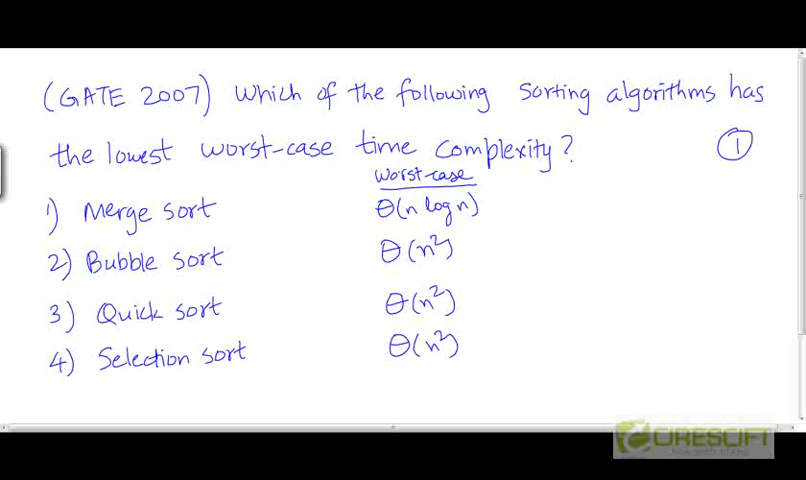 (GATE 2007) Which of the following sorting algorithms has
the lowest worst-case time complexity? ①
worst-case
1) Merge sort θ(n log n)
2) Bubble sort θ(n²)
3) Quick sort θ(n²)
4) Selection sort θ(n²)
CIRESCIFT